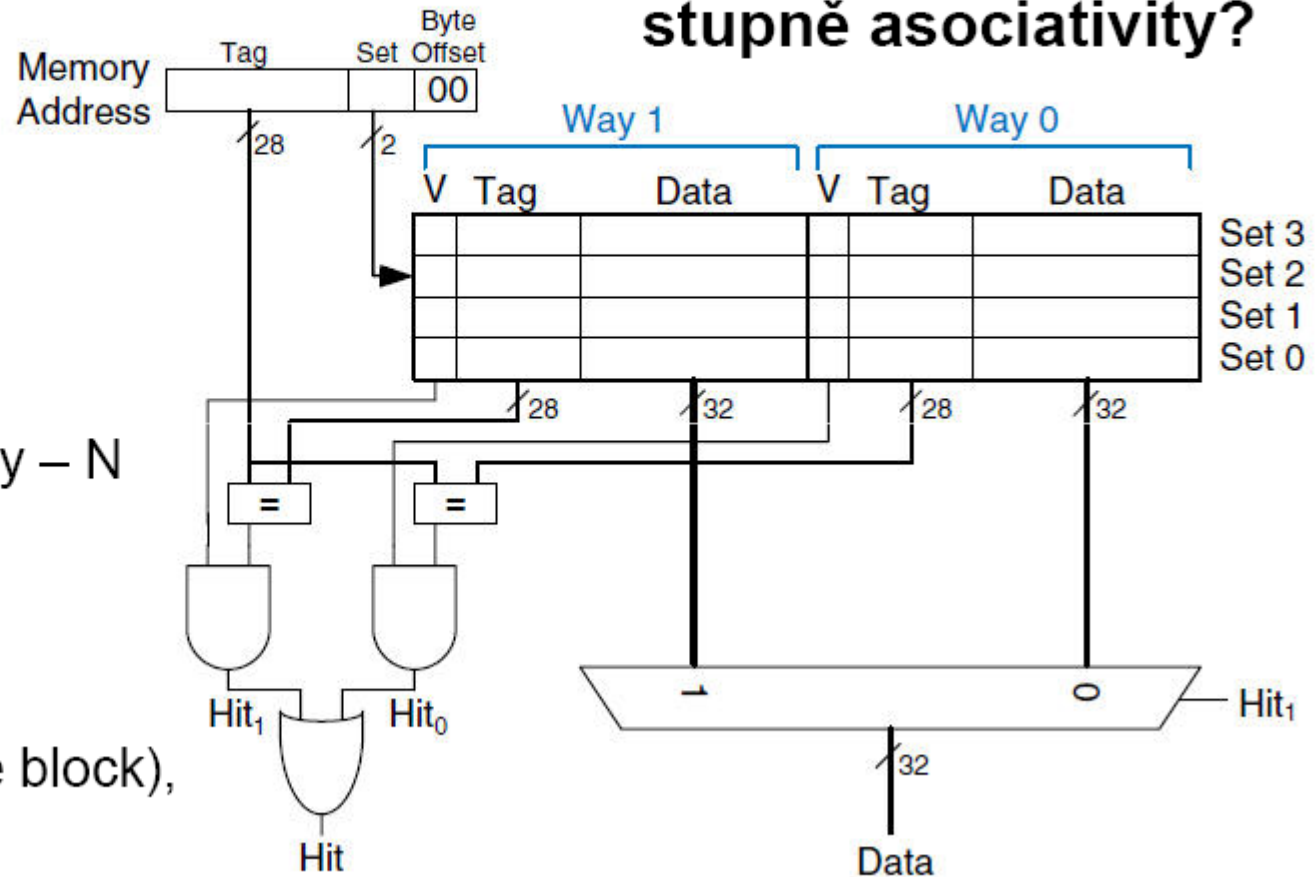 stupně asociativity?
Byte
Tag Set Offset
Memory
Address
00
28 2
Way 1 Way 0
V Tag Data V Tag Data
Set 3
Set 2
Set 1
Set 0
28 32 28 32
y – N
= =
1 0
Hit₁ Hit₀ Hit₁
e block),
32
Hit Data